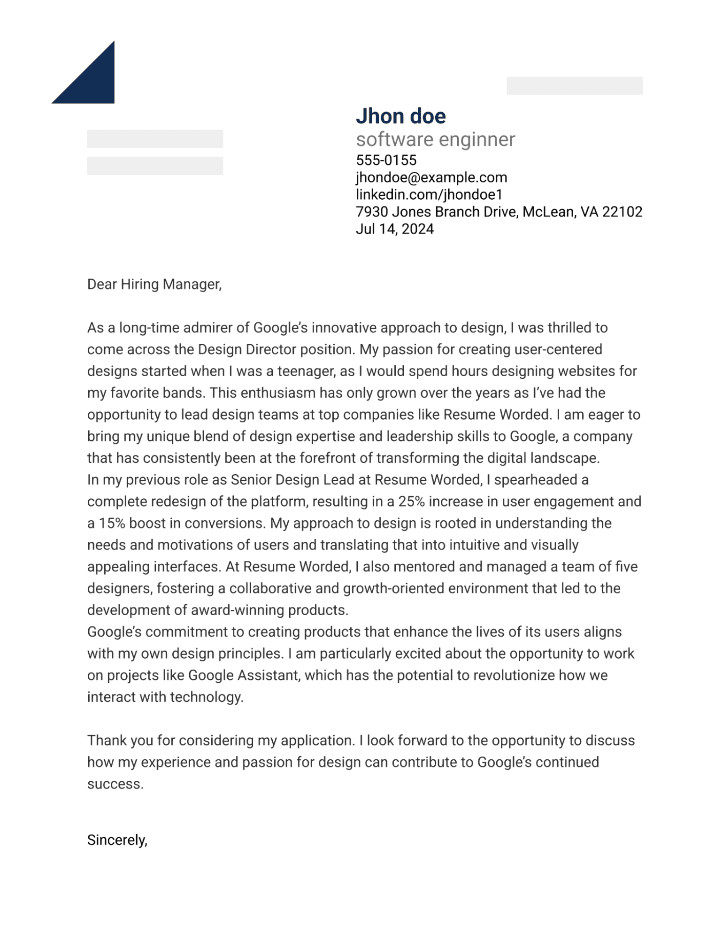 Jhon doe
software enginner
555-0155
jhondoe@example.com
linkedin.com/jhondoe1
7930 Jones Branch Drive, McLean, VA 22102
Jul 14, 2024
Dear Hiring Manager,
As a long-time admirer of Google’s innovative approach to design, I was thrilled to
come across the Design Director position. My passion for creating user-centered
designs started when I was a teenager, as I would spend hours designing websites for
my favorite bands. This enthusiasm has only grown over the years as I’ve had the
opportunity to lead design teams at top companies like Resume Worded. I am eager to
bring my unique blend of design expertise and leadership skills to Google, a company
that has consistently been at the forefront of transforming the digital landscape.
In my previous role as Senior Design Lead at Resume Worded, I spearheaded a
complete redesign of the platform, resulting in a 25% increase in user engagement and
a 15% boost in conversions. My approach to design is rooted in understanding the
needs and motivations of users and translating that into intuitive and visually
appealing interfaces. At Resume Worded, I also mentored and managed a team of five
designers, fostering a collaborative and growth-oriented environment that led to the
development of award-winning products.
Google’s commitment to creating products that enhance the lives of its users aligns
with my own design principles. I am particularly excited about the opportunity to work
on projects like Google Assistant, which has the potential to revolutionize how we
interact with technology.
Thank you for considering my application. I look forward to the opportunity to discuss
how my experience and passion for design can contribute to Google’s continued
success.
Sincerely,